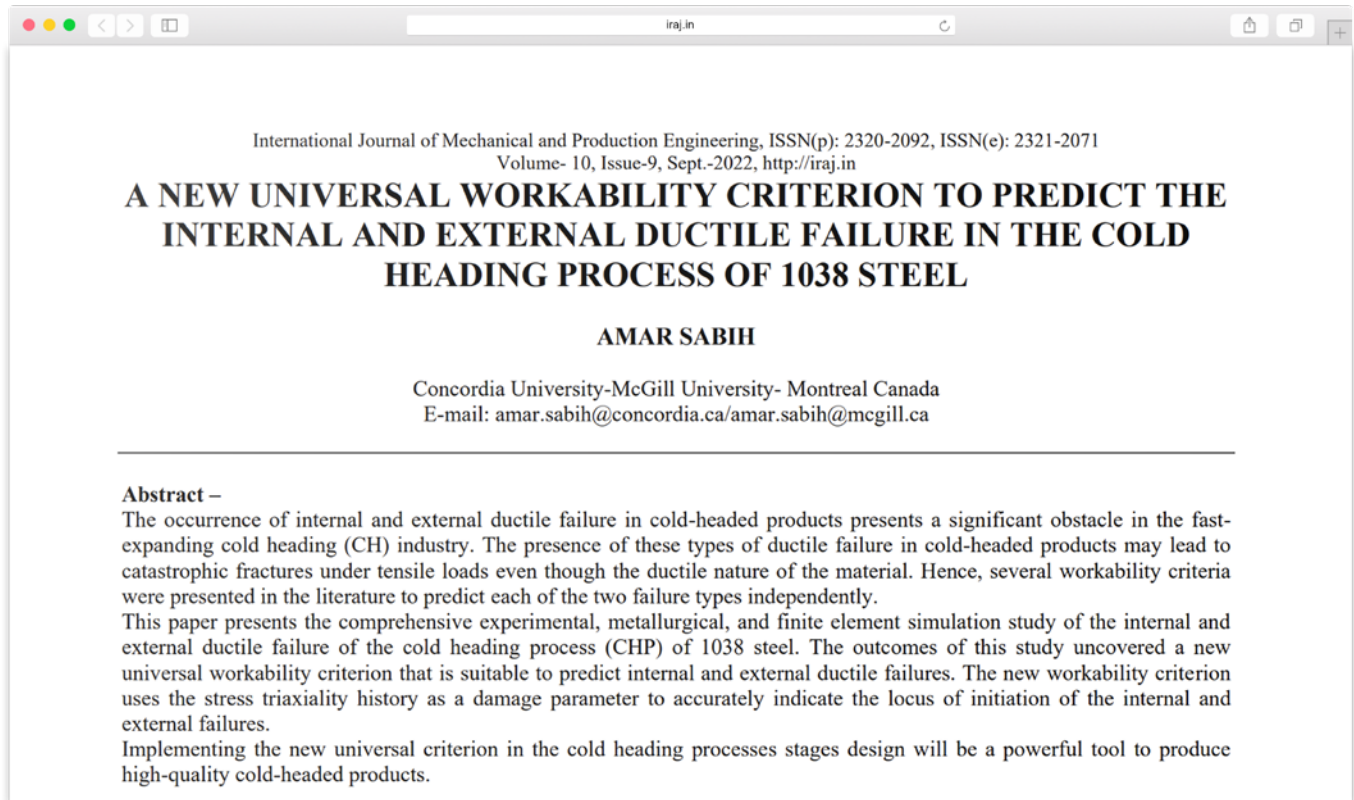 iraj.in
International Journal of Mechanical and Production Engineering, ISSN(p): 2320-2092, ISSN(e): 2321-2071
Volume- 10, Issue-9, Sept.-2022, http://iraj.in
A NEW UNIVERSAL WORKABILITY CRITERION TO PREDICT THE
INTERNAL AND EXTERNAL DUCTILE FAILURE IN THE COLD
HEADING PROCESS OF 1038 STEEL
AMAR SABIH
Concordia University-McGill University- Montreal Canada
E-mail: amar.sabih@concordia.ca/amar.sabih@mcgill.ca
Abstract –
The occurrence of internal and external ductile failure in cold-headed products presents a significant obstacle in the fast-
expanding cold heading (CH) industry. The presence of these types of ductile failure in cold-headed products may lead to
catastrophic fractures under tensile loads even though the ductile nature of the material. Hence, several workability criteria
were presented in the literature to predict each of the two failure types independently.
This paper presents the comprehensive experimental, metallurgical, and finite element simulation study of the internal and
external ductile failure of the cold heading process (CHP) of 1038 steel. The outcomes of this study uncovered a new
universal workability criterion that is suitable to predict internal and external ductile failures. The new workability criterion
uses the stress triaxiality history as a damage parameter to accurately indicate the locus of initiation of the internal and
external failures.
Implementing the new universal criterion in the cold heading processes stages design will be a powerful tool to produce
high-quality cold-headed products.